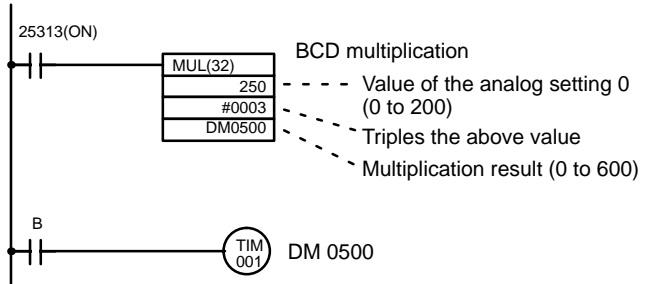 25313(ON)
BCD multiplication
MUL(32)
250
Value of the analog setting 0
(0 to 200)
#0003
Triples the above value
DM0500
Multiplication result (0 to 600)
B
TIM
001
DM 0500